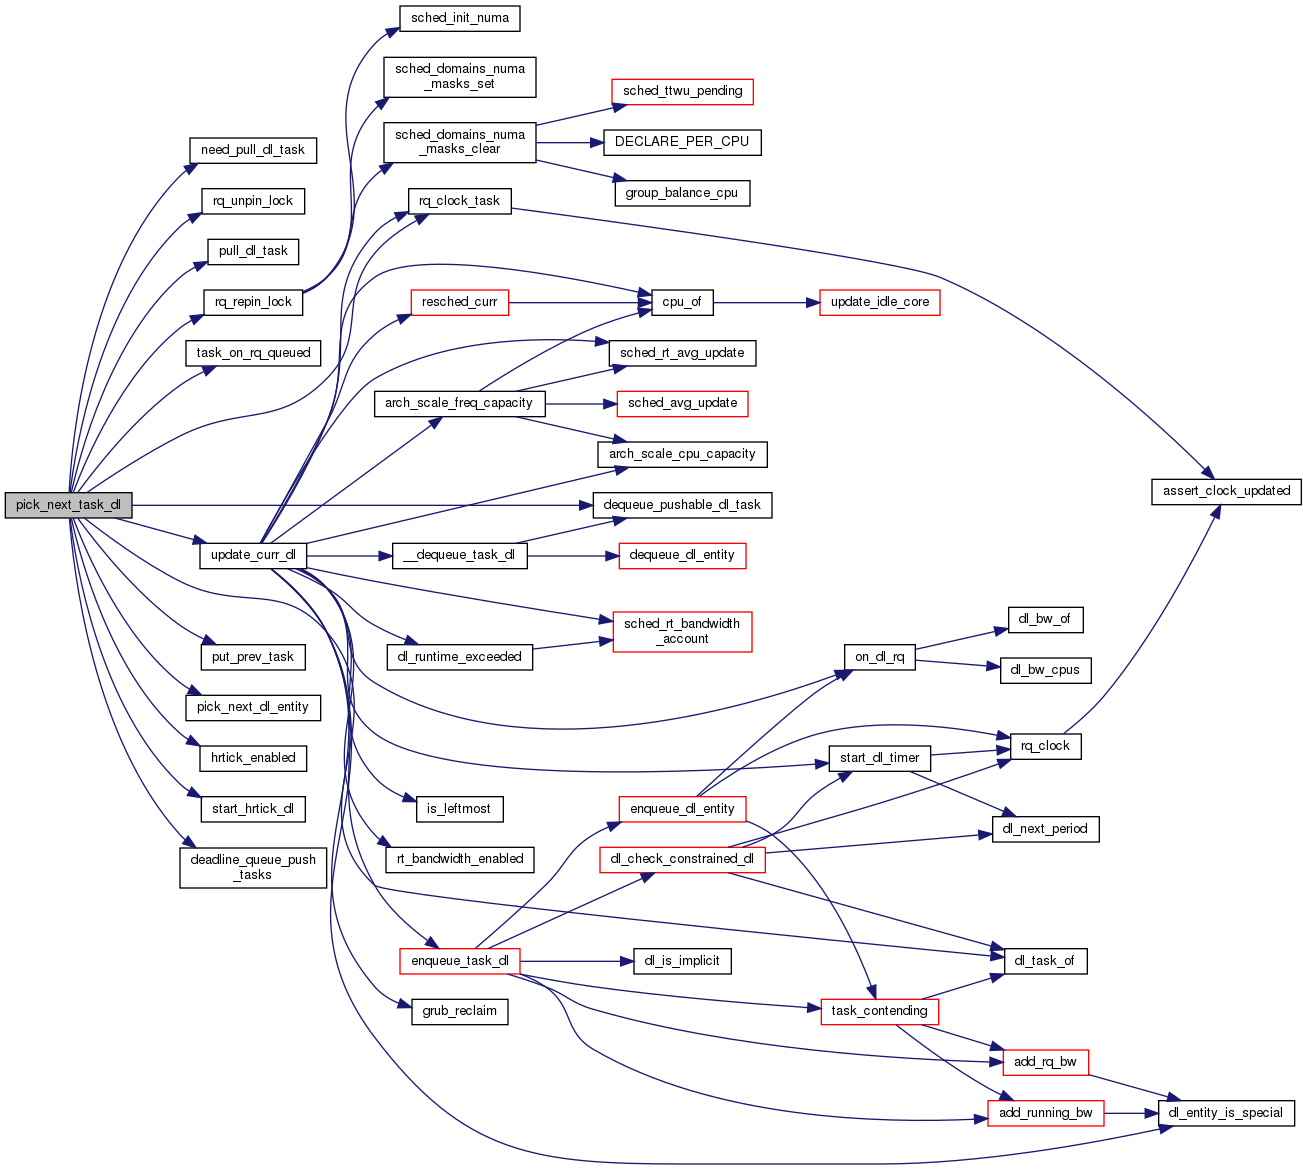 sched_init_numa
sched_domains_numa
_masks_set
sched_ttwu_pending
need_pull_dl_task
sched_domains_numa
_masks_clear
DECLARE_PER_CPU
rq_unpin_lock
rq_clock_task
group_balance_cpu
pull_dl_task
rq_repin_lock
resched_curr
cpu_of
update_idle_core
task_on_rq_queued
sched_rt_avg_update
arch_scale_freq_capacity
sched_avg_update
arch_scale_cpu_capacity
assert_clock_updated
pick_next_task_dl
dequeue_pushable_dl_task
update_curr_dl
__dequeue_task_dl
dequeue_dl_entity
dl_bw_of
sched_rt_bandwidth
_account
put_prev_task
dl_runtime_exceeded
on_dl_rq
dl_bw_cpus
pick_next_dl_entity
hrtick_enabled
start_dl_timer
rq_clock
start_hrtick_dl
is_leftmost
enqueue_dl_entity
dl_next_period
deadline_queue_push
_tasks
rt_bandwidth_enabled
dl_check_constrained_dl
enqueue_task_dl
dl_is_implicit
dl_task_of
grub_reclaim
task_contending
add_rq_bw
add_running_bw
dl_entity_is_special